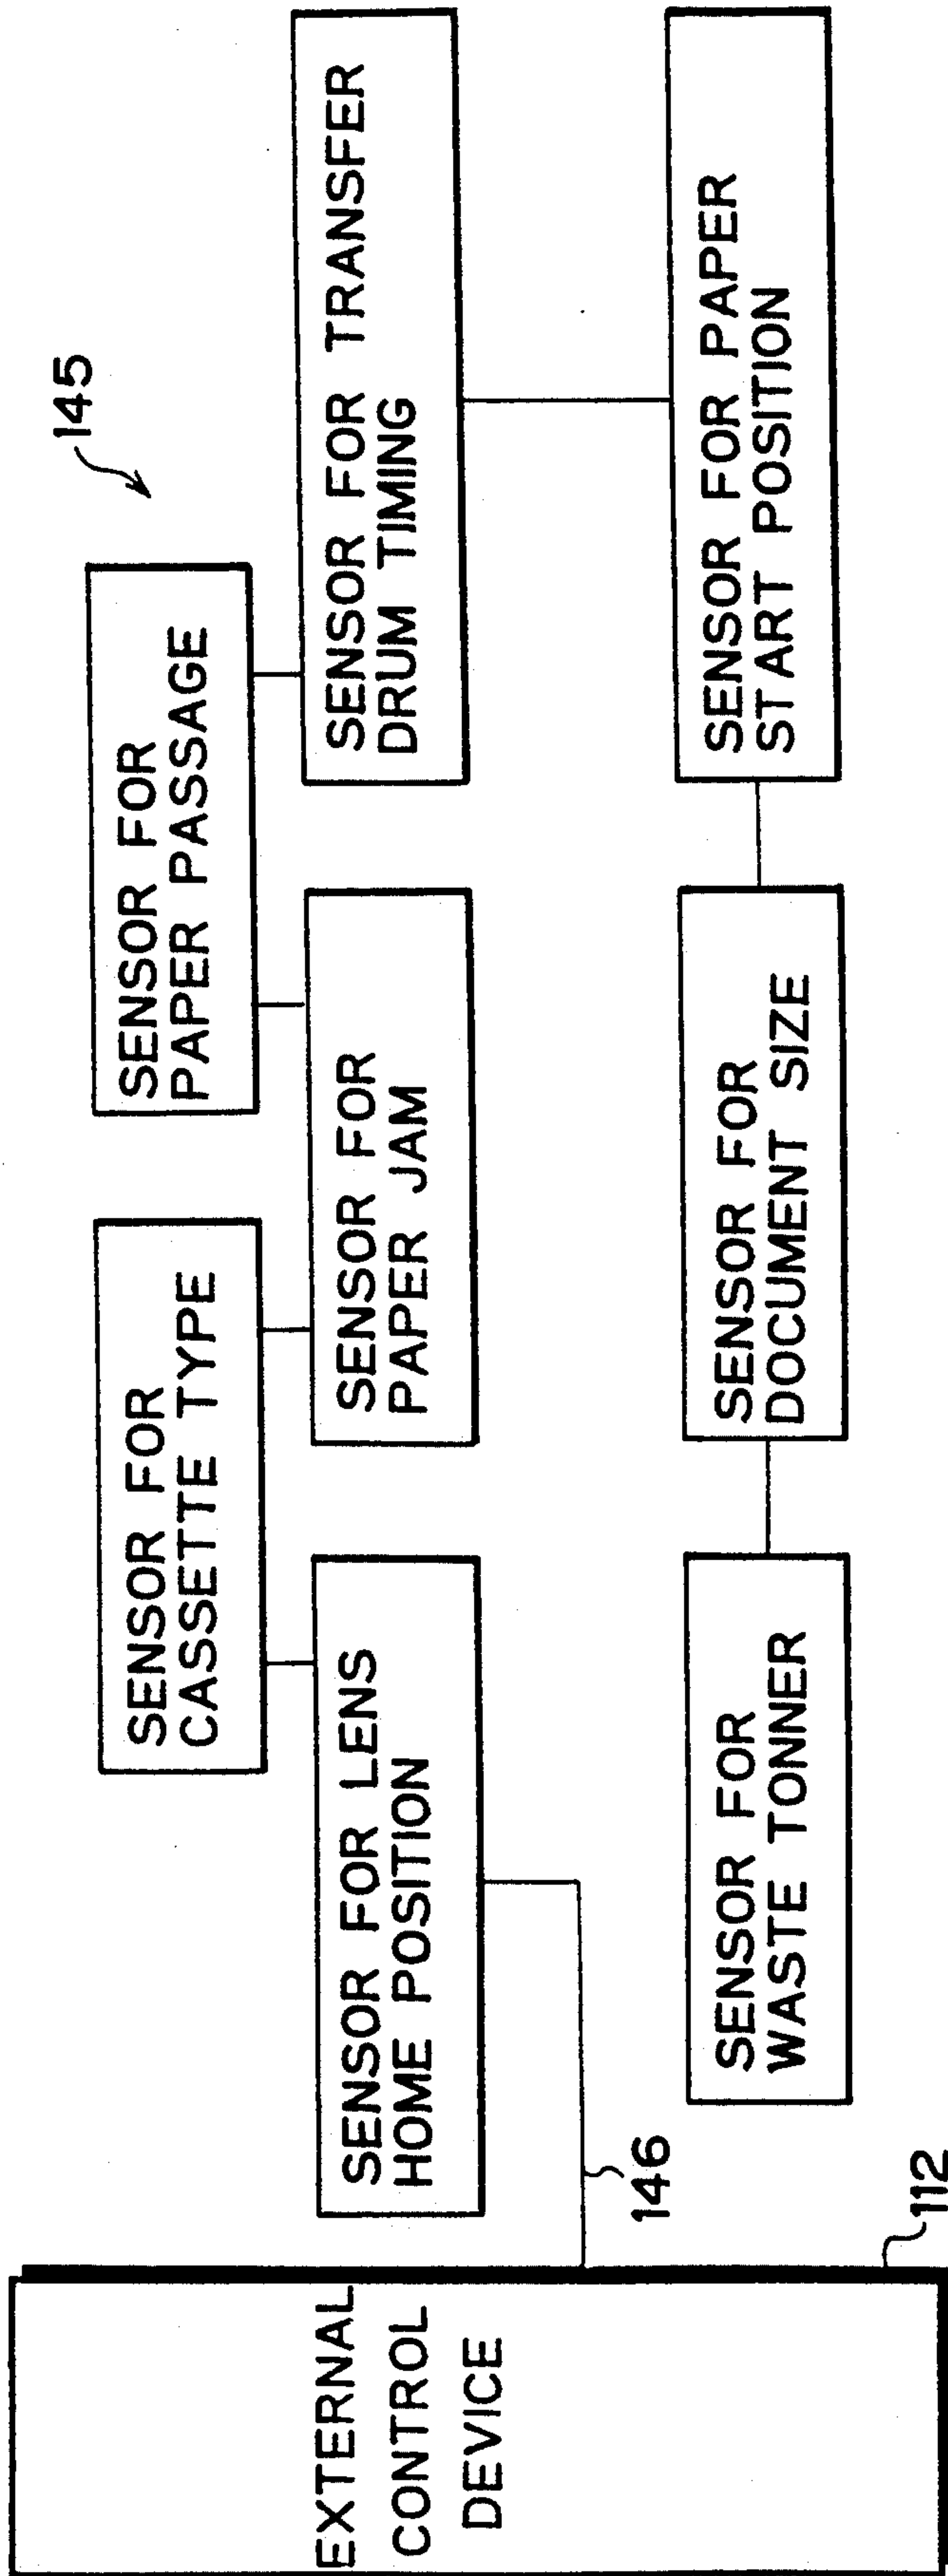 145
SENSOR FOR
CASSETTE TYPE
SENSOR FOR
PAPER PASSAGE
EXTERNAL
CONTROL
DEVICE
SENSOR FOR LENS
HOME POSITION
SENSOR FOR
PAPER JAM
SENSOR FOR TRANSFER
DRUM TIMING
146
SENSOR FOR
WASTE TONNER
SENSOR FOR
DOCUMENT SIZE
SENSOR FOR PAPER
START POSITION
112